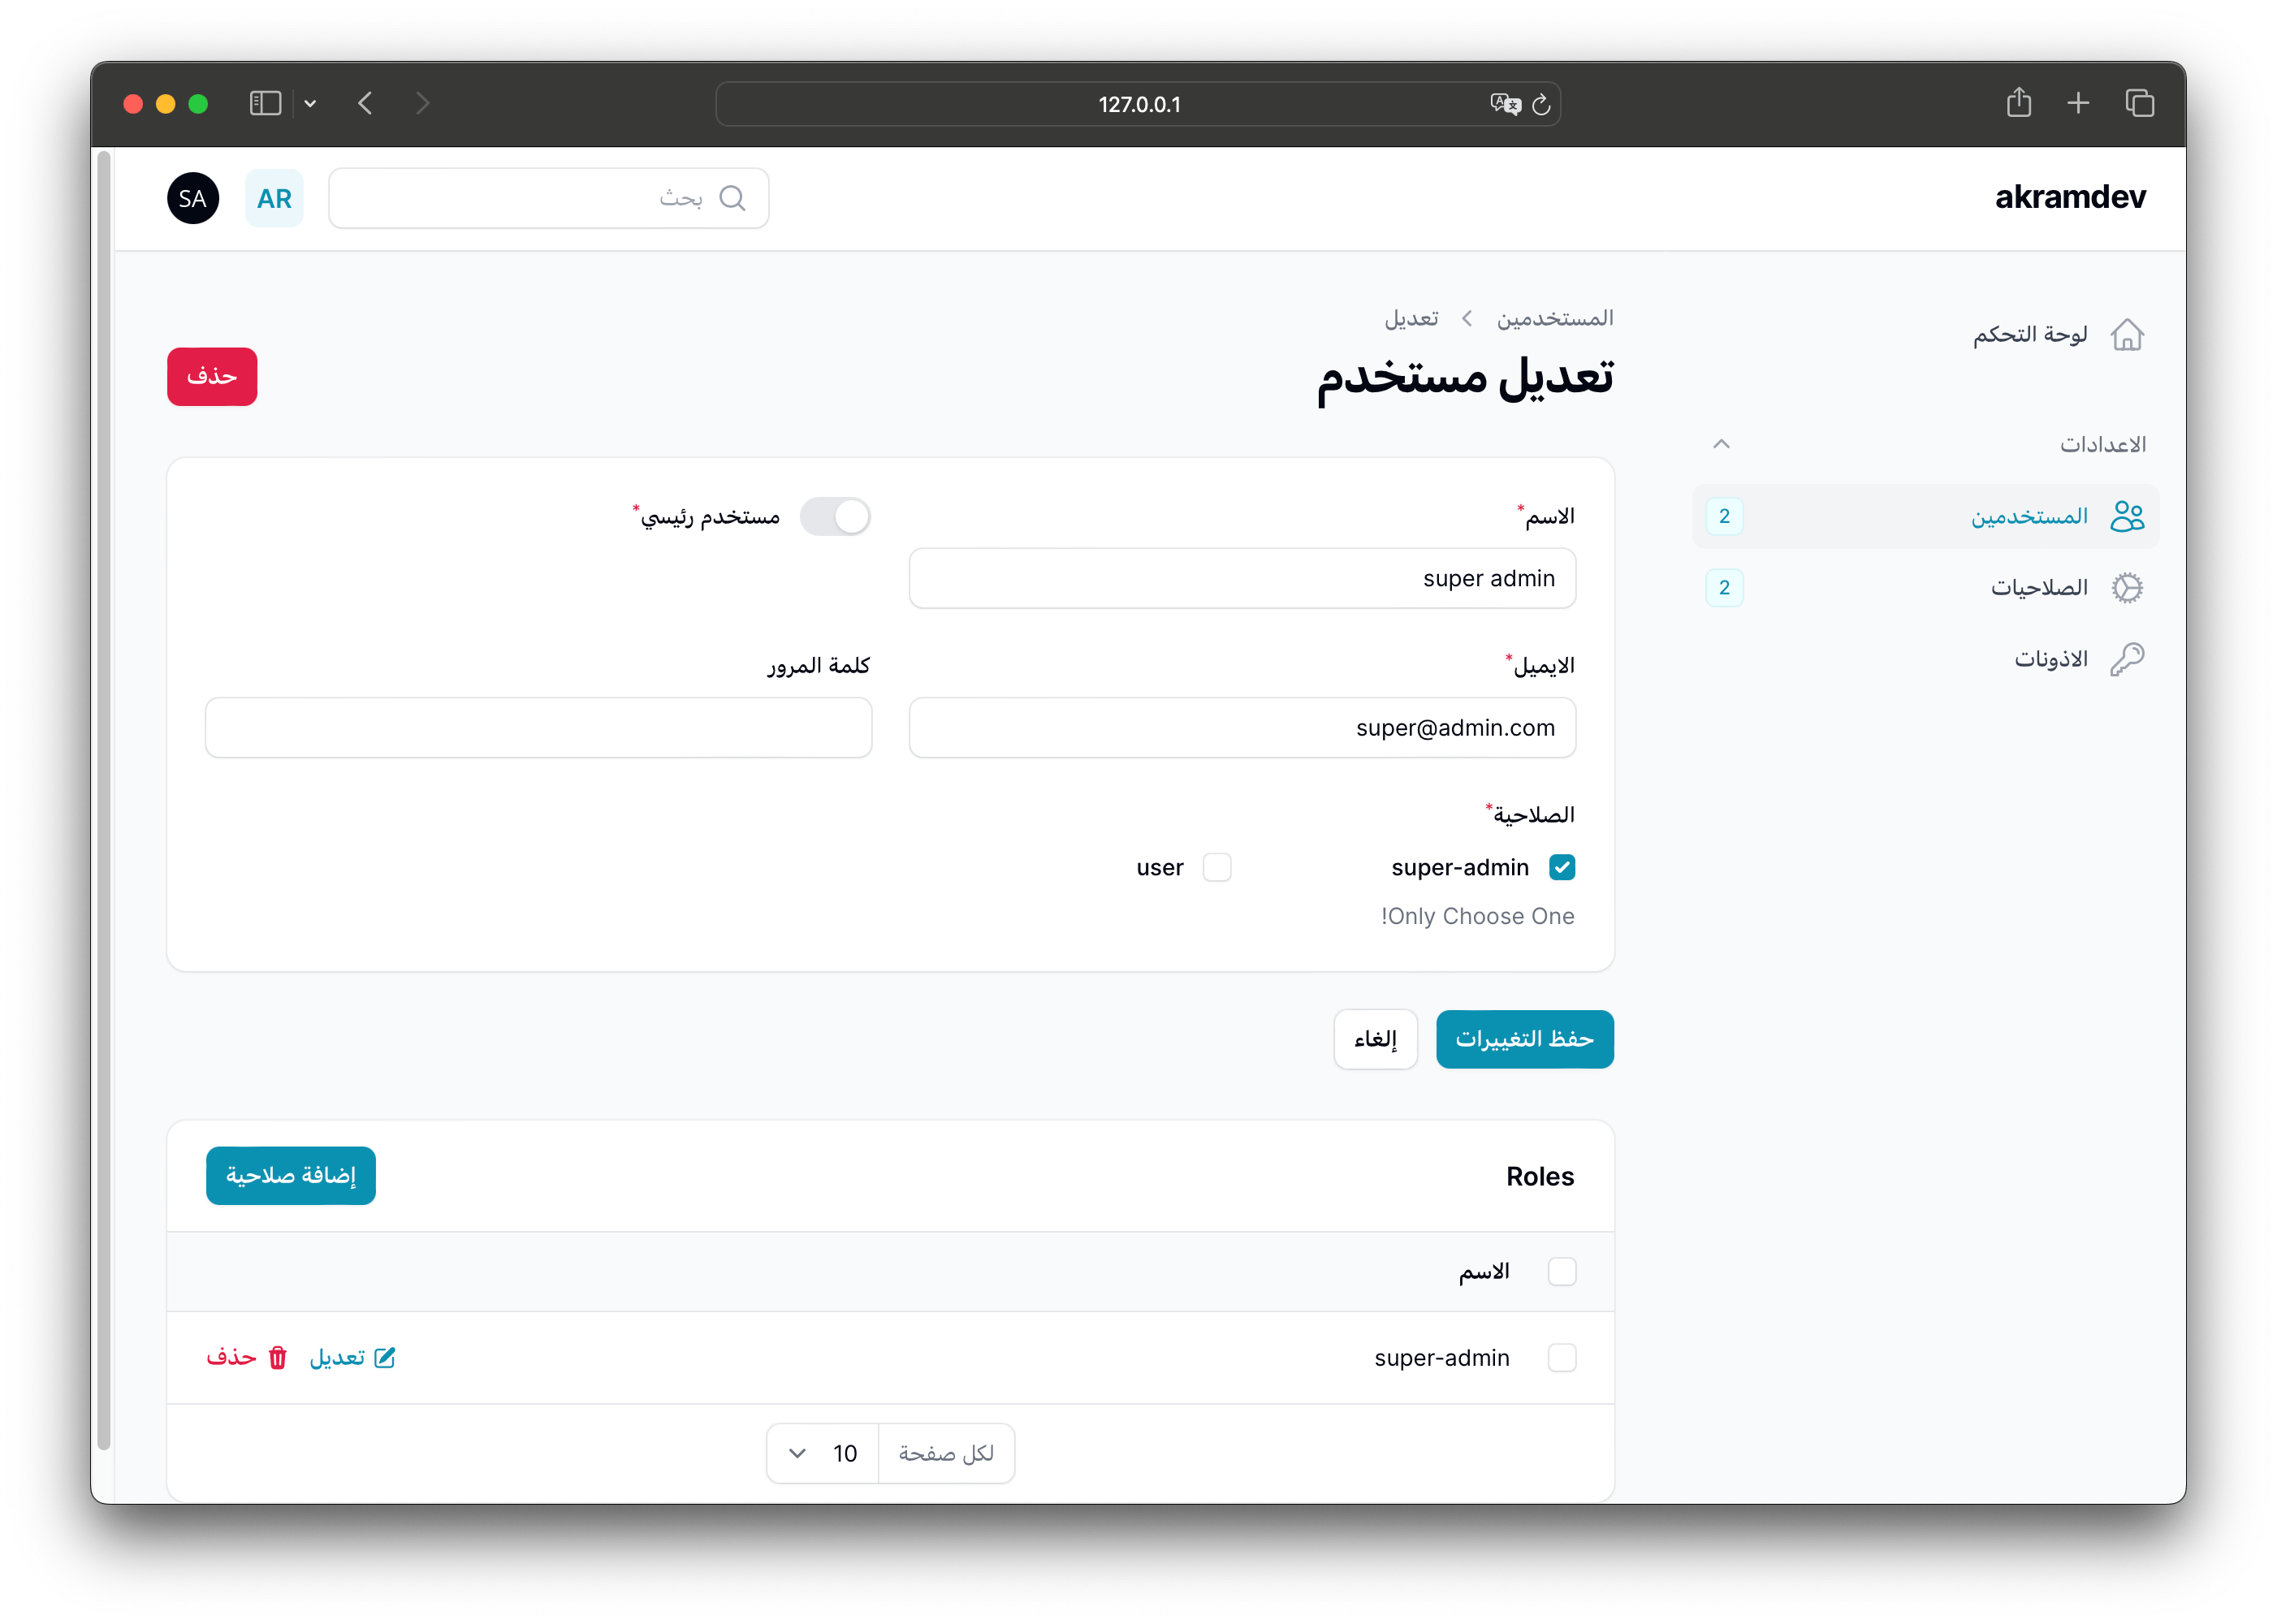 127.0.0.1
akramdev
بحث
AR
SA
لوحة التحكم
الاعدادات
المستخدمين 2
الصلاحيات 2
الاذونات
المستخدمين تعديل
تعديل مستخدم
حذف
الاسم*
super admin
مستخدم رئيسي*
الايميل*
super@admin.com
كلمة المرور
الصلاحية*
super-admin
user
!Only Choose One
حفظ التغييرات
إلغاء
Roles
إضافة صلاحية
الاسم
super-admin
تعديل
حذف
لكل صفحة 10